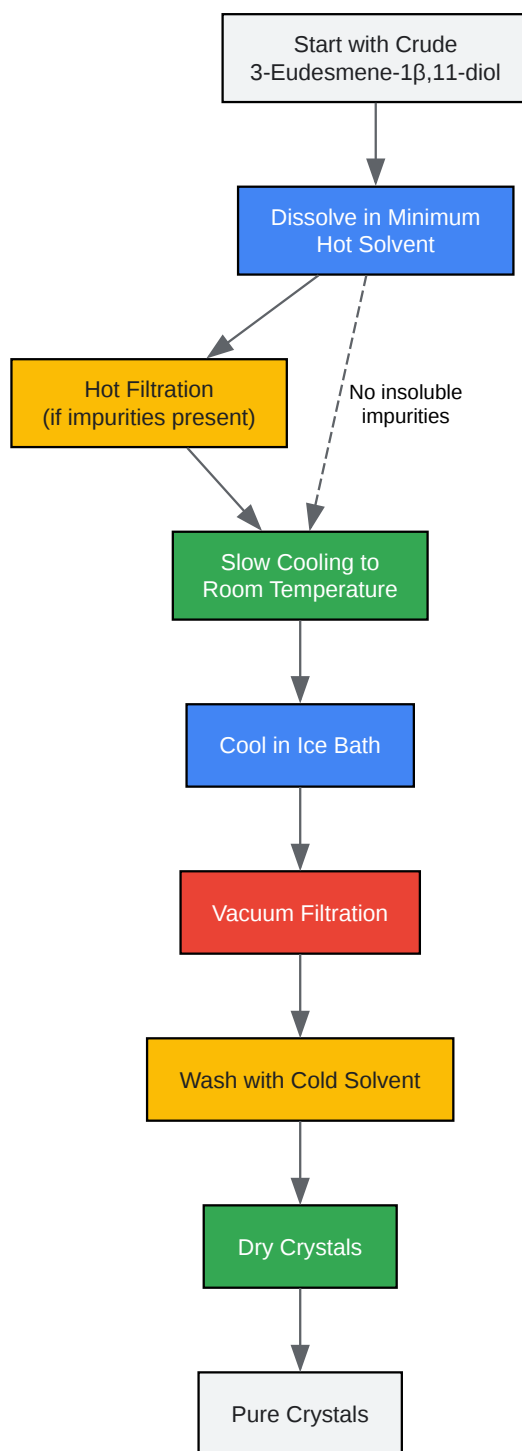 Start with Crude
3-Eudesmene-1β,11-diol
Dissolve in Minimum
Hot Solvent
Hot Filtration
(if impurities present)
No insoluble
impurities
Slow Cooling to
Room Temperature
Cool in Ice Bath
Vacuum Filtration
Wash with Cold Solvent
Dry Crystals
Pure Crystals